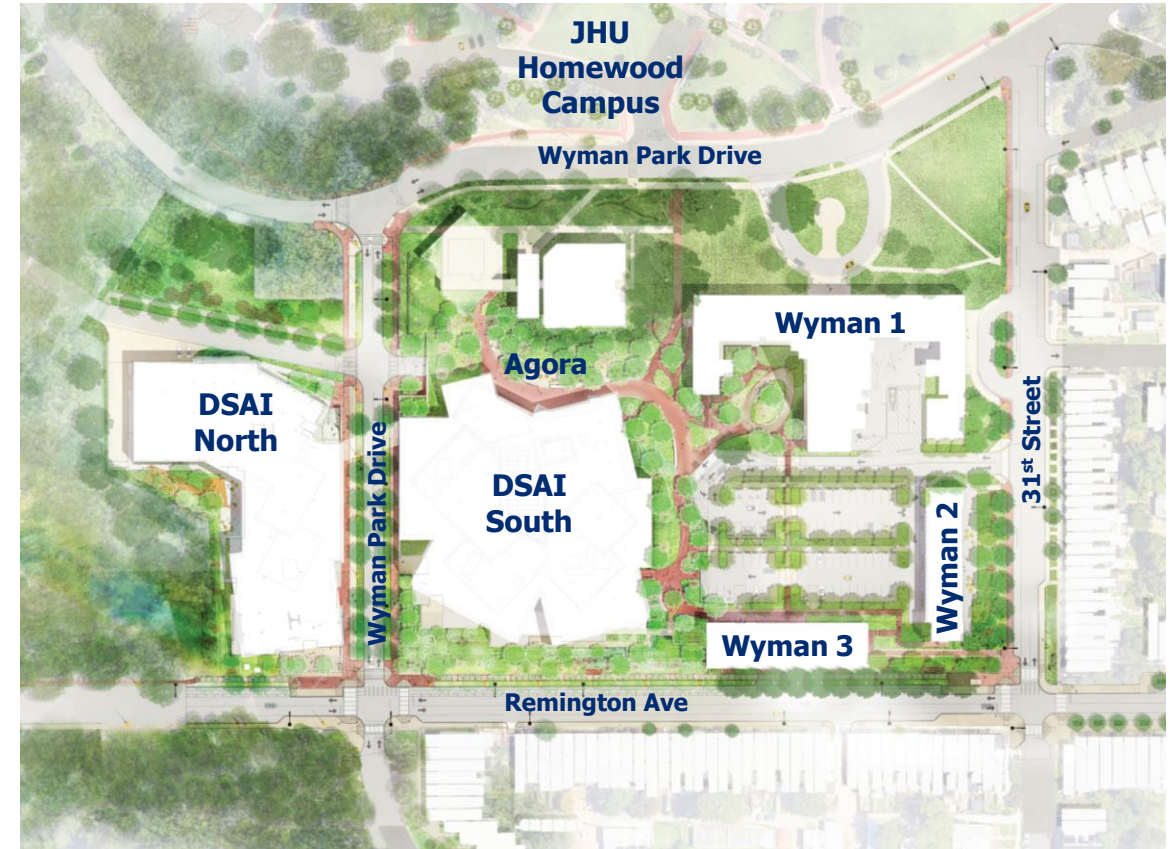 JHU
Homewood
Campus
Wyman Park Drive
Wyman 1
Agora
DSAI
North
Wyman Park Drive
DSAI
South
31st Street
Wyman 2
Wyman 3
Remington Ave